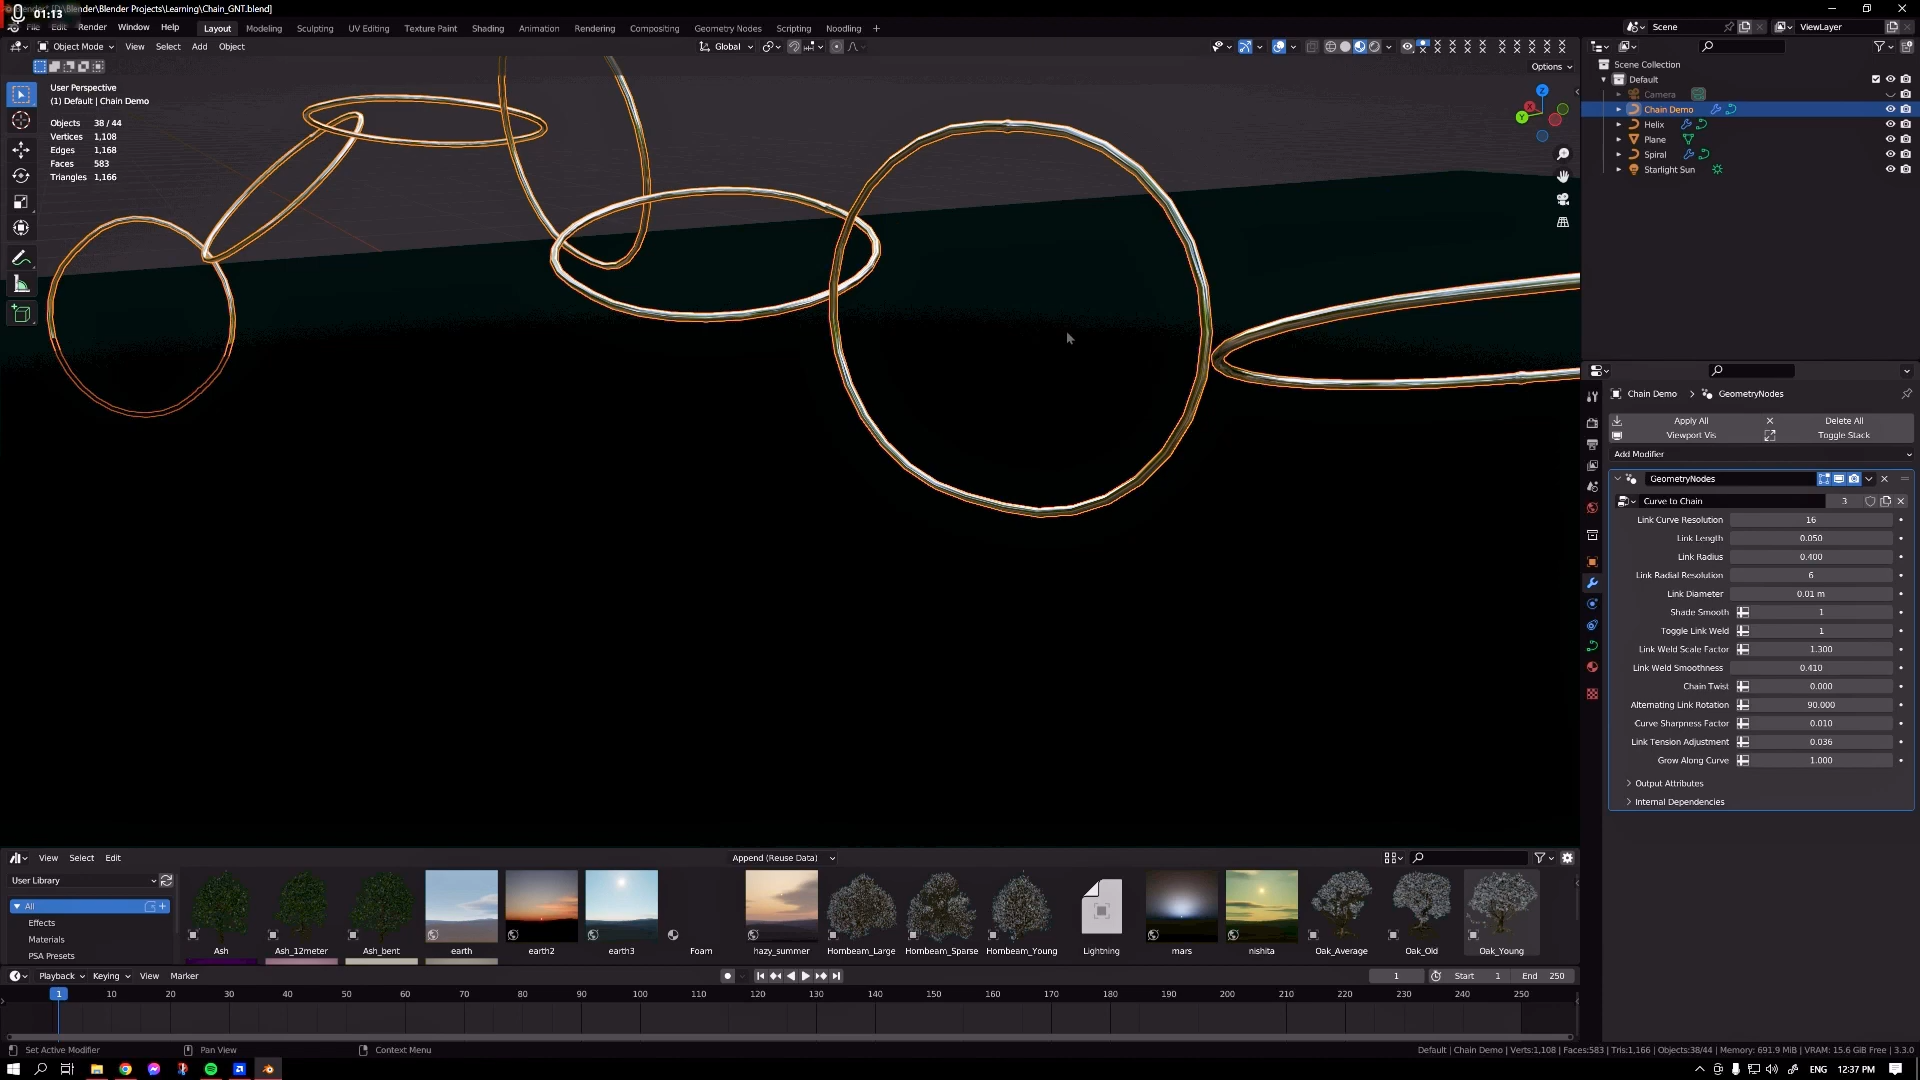 Blender* [D:\Blender\Blender Projects\Learning\Chain_GNT.blend]
01:13
File Edit Render Window Help
Layout Modeling Sculpting UV Editing Texture Paint Shading Animation Rendering Compositing Geometry Nodes Scripting Noodling
Scene
ViewLayer
Object Mode View Select Add Object
Global
Options
User Perspective
(1) Default | Chain Demo
Objects 38 / 44
Vertices 1,108
Edges 1,168
Faces 583
Triangles 1,166
Z
X
Y
Scene Collection
Default
Camera
Chain Demo
Helix
Plane
Spiral
Starlight Sun
Chain Demo > GeometryNodes
Apply All Delete All
Viewport Vis Toggle Stack
Add Modifier
GeometryNodes
Curve to Chain 3
Link Curve Resolution 16
Link Length 0.050
Link Radius 0.400
Link Radial Resolution 6
Link Diameter 0.01 m
Shade Smooth 1
Toggle Link Weld 1
Link Weld Scale Factor 1.300
Link Weld Smoothness 0.410
Chain Twist 0.000
Alternating Link Rotation 90.000
Curve Sharpness Factor 0.010
Link Tension Adjustment 0.036
Grow Along Curve 1.000
Output Attributes
Internal Dependencies
View Select Edit
Append (Reuse Data)
User Library
All
Effects
Materials
PSA Presets
Ash Ash_12meter Ash_bent earth earth2 earth3 Foam hazy_summer Hornbeam_Large Hornbeam_Sparse Hornbeam_Young Lightning mars nishita Oak_Average Oak_Old Oak_Young
Playback Keying View Marker
1 Start 1 End 250
1 10 20 30 40 50 60 70 80 90 100 110 120 130 140 150 160 170 180 190 200 210 220 230 240 250
Set Active Modifier Pan View Context Menu
Default | Chain Demo | Verts:1,108 | Faces:583 | Tris:1,166 | Objects:38/44 | Memory: 691.9 MiB | VRAM: 15.6 GiB Free | 3.3.0
ENG 12:37 PM